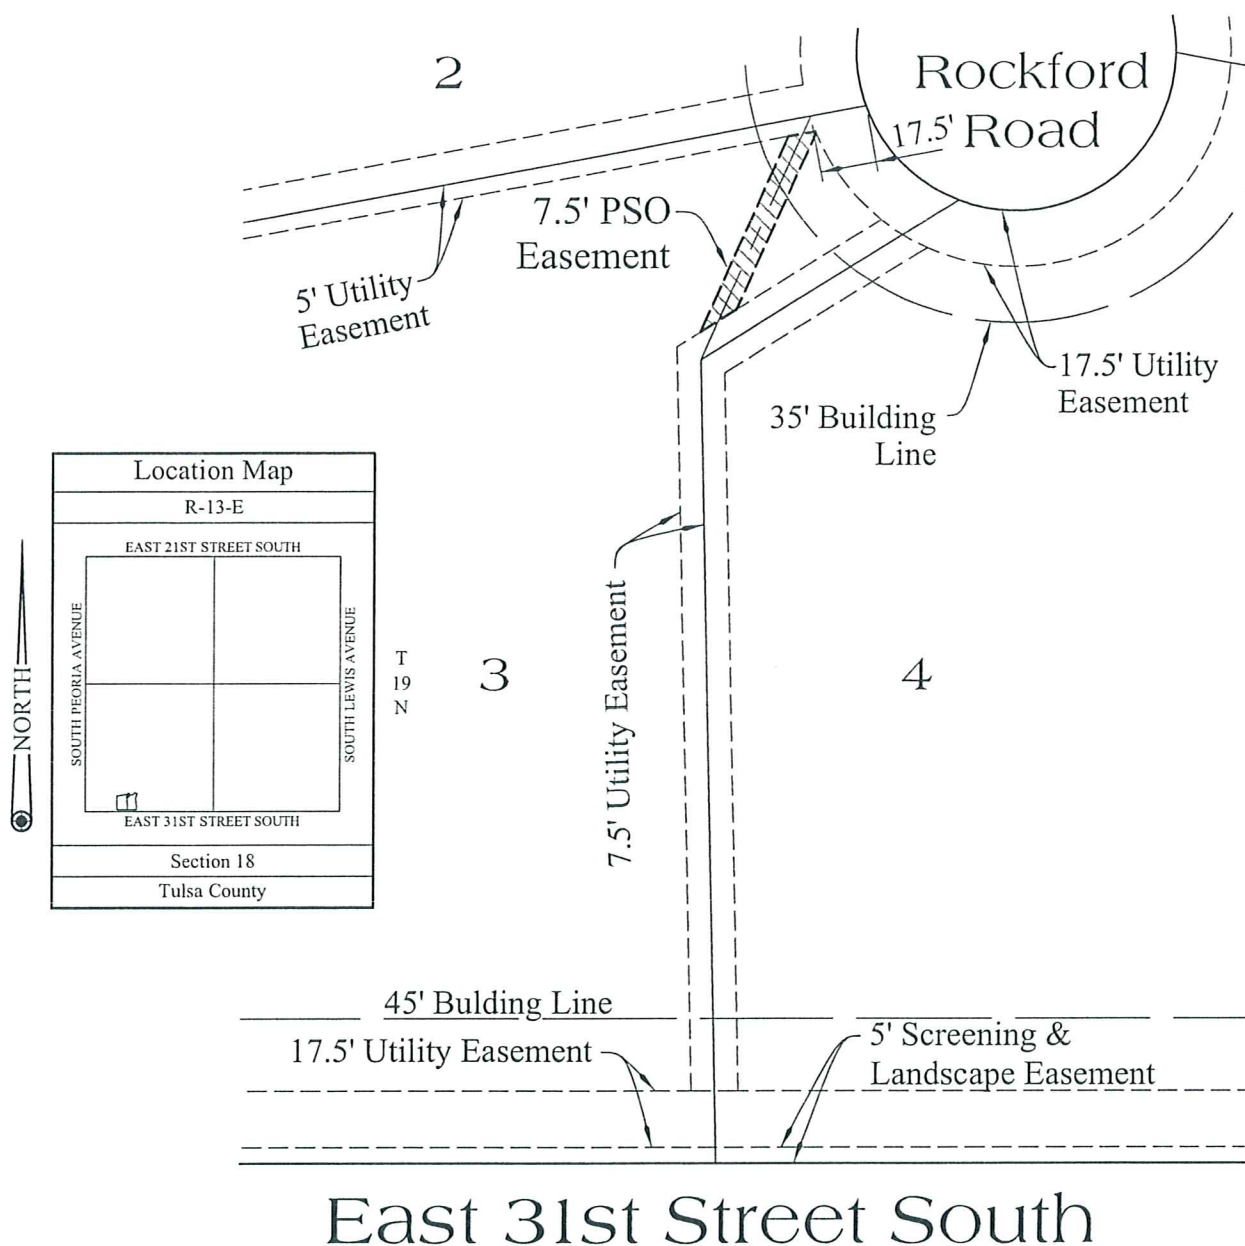 2
Rockford
Road
17.5'
7.5' PSO
Easement
5' Utility
Easement
17.5' Utility
Easement
35' Building
Line
Location Map
R-13-E
EAST 21ST STREET SOUTH
SOUTH PEORIA AVENUE
SOUTH LEWIS AVENUE
EAST 31ST STREET SOUTH
Section 18
Tulsa County
T
19
N
NORTH
3
4
7.5' Utility Easement
45' Bulding Line
17.5' Utility Easement
5' Screening &
Landscape Easement
East 31st Street South